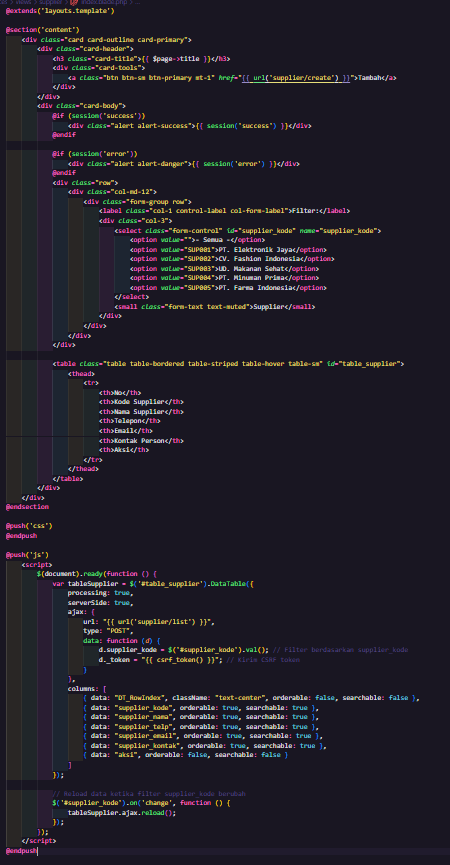 views > supplier > index.blade.php > ...
@extends('layouts.template')
@section('content')
<div class="card card-outline card-primary">
<div class="card-header">
<h3 class="card-title">{{ $page->title }}</h3>
<div class="card-tools">
<a class="btn btn-sm btn-primary mt-1" href="{{ url('supplier/create') }}">Tambah</a>
</div>
</div>
<div class="card-body">
@if (session('success'))
<div class="alert alert-success">{{ session('success') }}</div>
@endif
@if (session('error'))
<div class="alert alert-danger">{{ session('error') }}</div>
@endif
<div class="row">
<div class="col-md-12">
<div class="form-group row">
<label class="col-1 control-label col-form-label">Filter:</label>
<div class="col-3">
<select class="form-control" id="supplier_kode" name="supplier_kode">
<option value="">- Semua -</option>
<option value="SUP001">PT. Elektronik Jaya</option>
<option value="SUP002">CV. Fashion Indonesia</option>
<option value="SUP003">UD. Makanan Sehat</option>
<option value="SUP004">PT. Minuman Prima</option>
<option value="SUP005">PT. Farma Indonesia</option>
</select>
<small class="form-text text-muted">Supplier</small>
</div>
</div>
</div>
</div>
<table class="table table-bordered table-striped table-hover table-sm" id="table_supplier">
<thead>
<tr>
<th>No</th>
<th>Kode Supplier</th>
<th>Nama Supplier</th>
<th>Telepon</th>
<th>Email</th>
<th>Kontak Person</th>
<th>Aksi</th>
</tr>
</thead>
</table>
</div>
</div>
@endsection
@push('css')
@endpush
@push('js')
<script>
$(document).ready(function () {
var tableSupplier = $('#table_supplier').DataTable({
processing: true,
serverSide: true,
ajax: {
url: "{{ url('supplier/list') }}",
type: "POST",
data: function (d) {
d.supplier_kode = $('#supplier_kode').val(); // Filter berdasarkan supplier_kode
d._token = "{{ csrf_token() }}"; // Kirim CSRF token
}
},
columns: [
{ data: "DT_RowIndex", className: "text-center", orderable: false, searchable: false },
{ data: "supplier_kode", orderable: true, searchable: true },
{ data: "supplier_nama", orderable: true, searchable: true },
{ data: "supplier_telp", orderable: true, searchable: true },
{ data: "supplier_email", orderable: true, searchable: true },
{ data: "supplier_kontak", orderable: true, searchable: true },
{ data: "aksi", orderable: false, searchable: false }
]
});
// Reload data ketika filter supplier_kode berubah
$('#supplier_kode').on('change', function () {
tableSupplier.ajax.reload();
});
});
</script>
@endpush